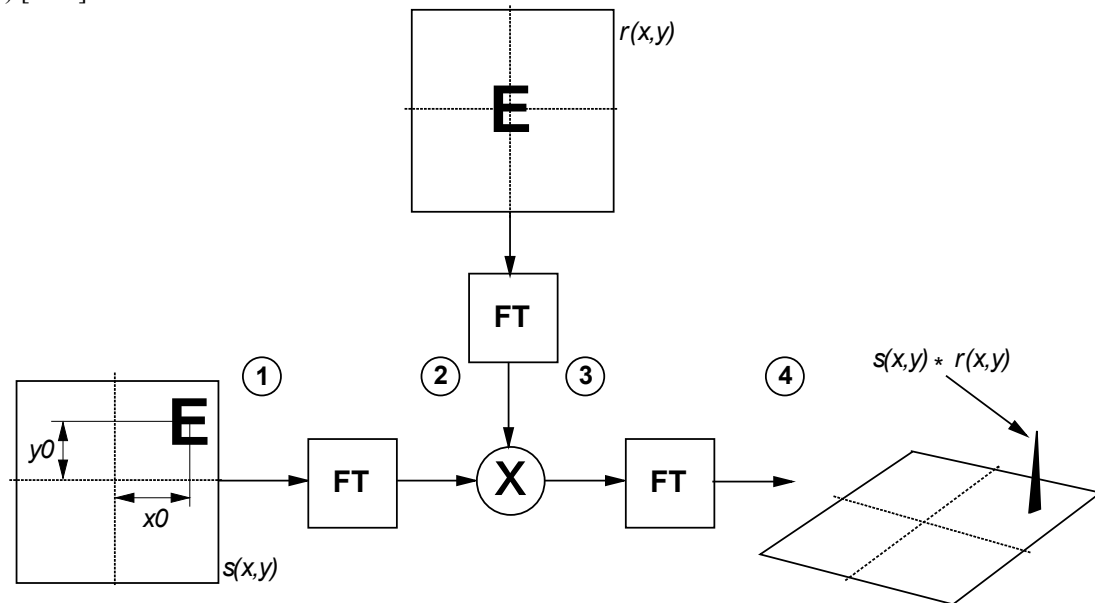 r(x,y)
E
FT
1
2
3
4
s(x,y) * r(x,y)
E
y0
x0
FT
X
FT
s(x,y)